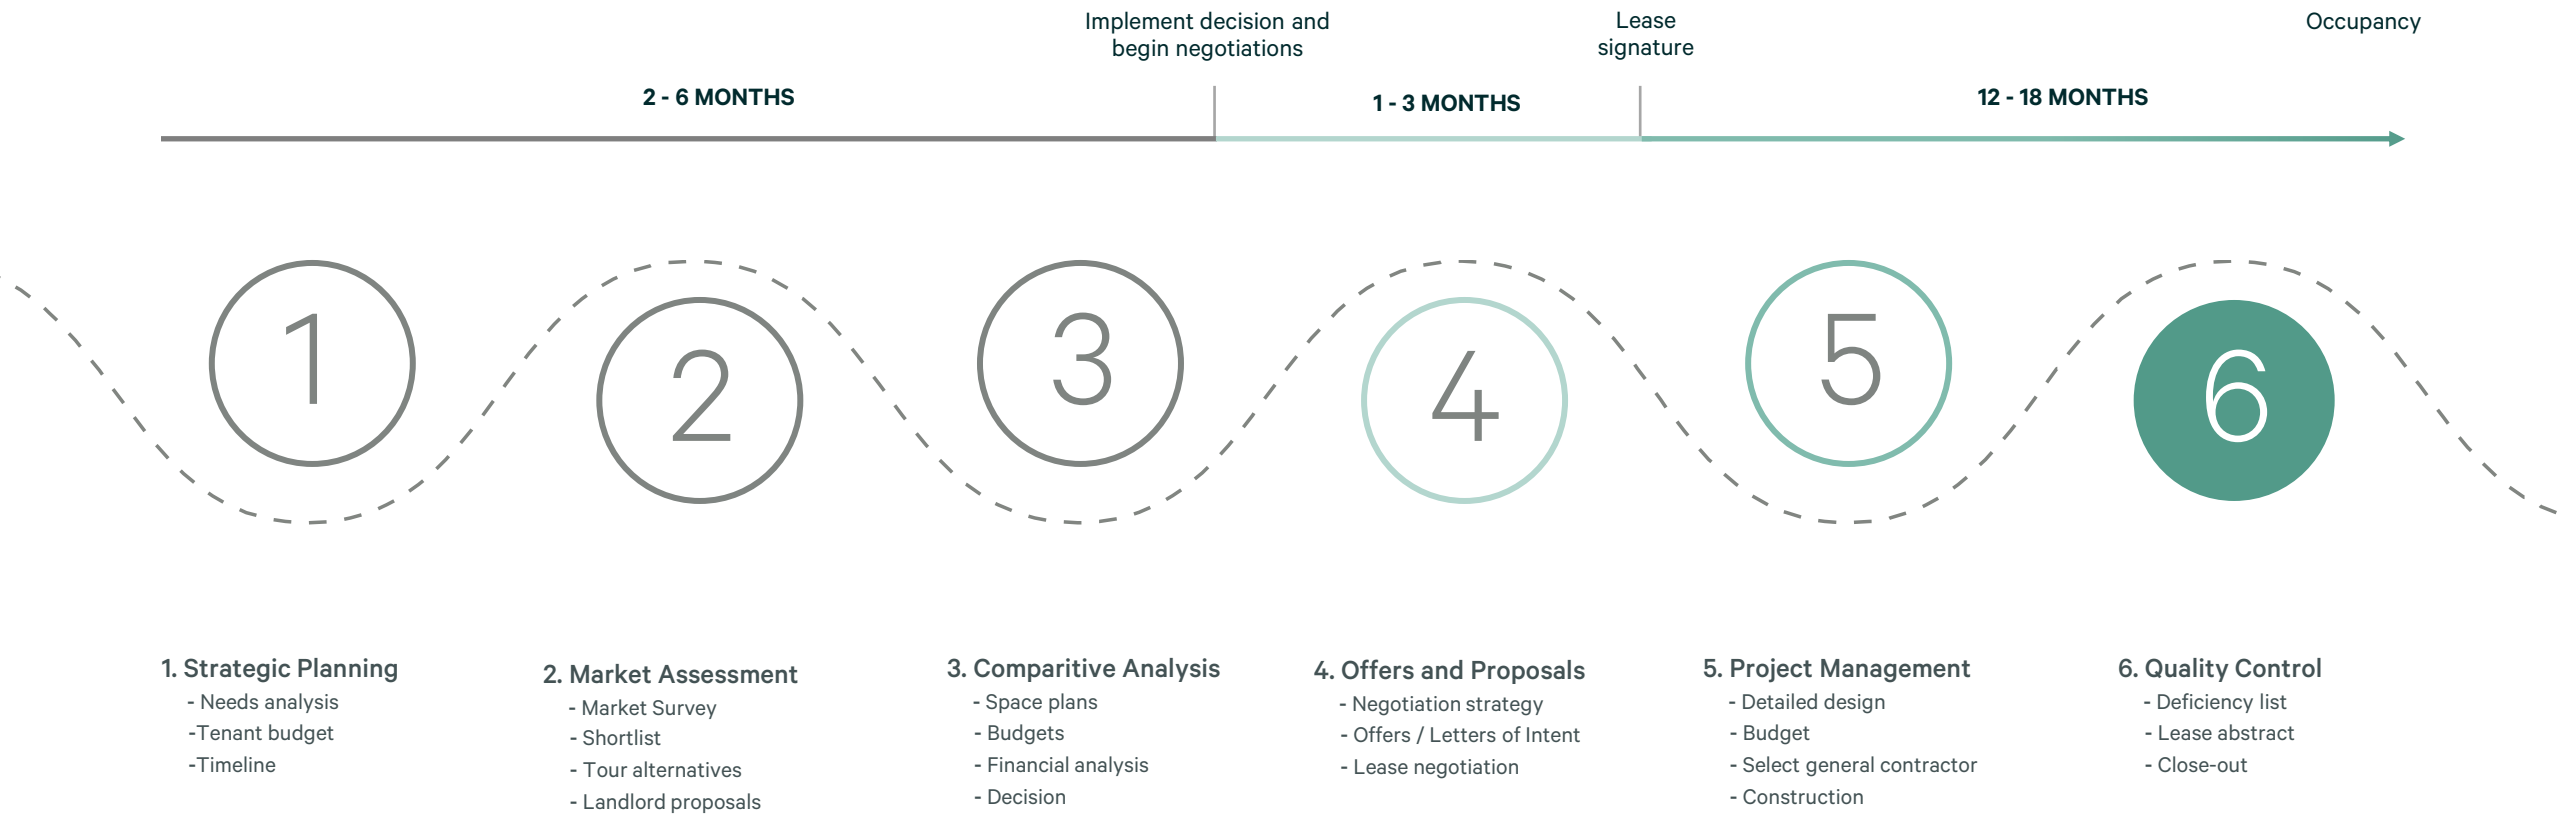 Implement decision and
begin negotiations
Lease
signature
Occupancy
2 - 6 MONTHS
1 - 3 MONTHS
12 - 18 MONTHS
1
2
3
4
5
6
1. Strategic Planning
- Needs analysis
-Tenant budget
-Timeline
2. Market Assessment
- Market Survey
- Shortlist
- Tour alternatives
- Landlord proposals
3. Comparitive Analysis
- Space plans
- Budgets
- Financial analysis
- Decision
4. Offers and Proposals
- Negotiation strategy
- Offers / Letters of Intent
- Lease negotiation
5. Project Management
- Detailed design
- Budget
- Select general contractor
- Construction
6. Quality Control
- Deficiency list
- Lease abstract
- Close-out